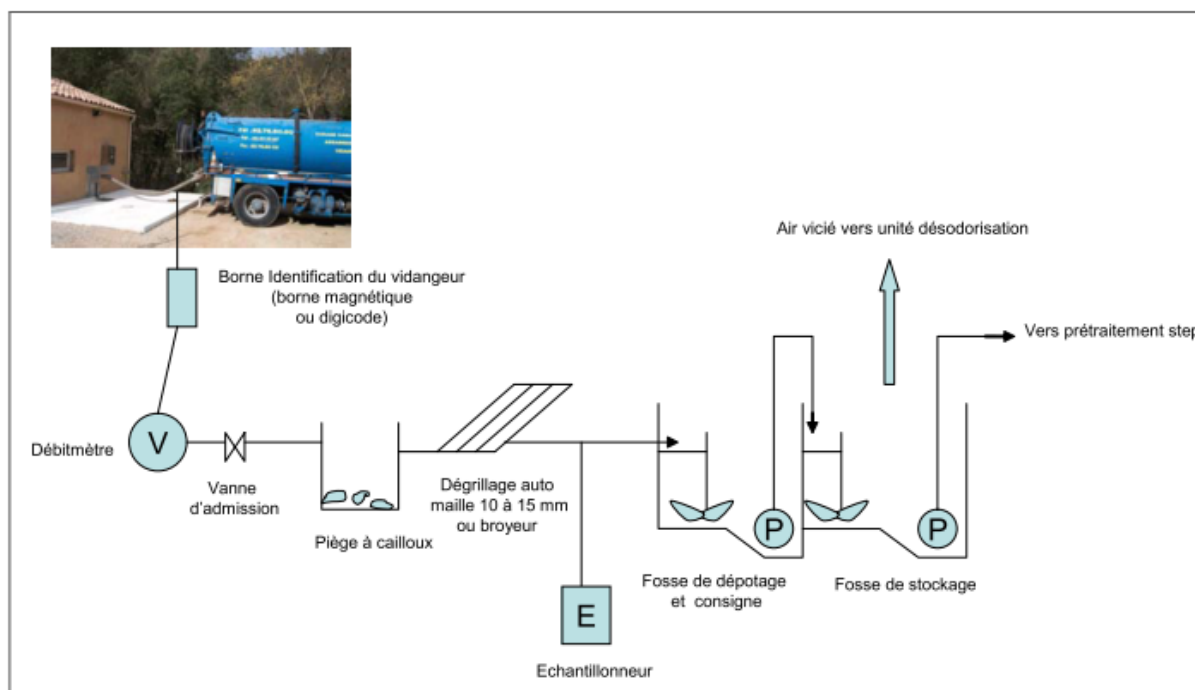 Air vicié vers unité désodorisation
Borne Identification du vidangeur
(borne magnétique
ou digicode)
Vers prétraitement step
Débitmètre
V
Vanne
d'admission
Piège à cailloux
Dégrillage auto
maille 10 à 15 mm
ou broyeur
E
Echantillonneur
P
Fosse de dépotage
et consigne
P
Fosse de stockage